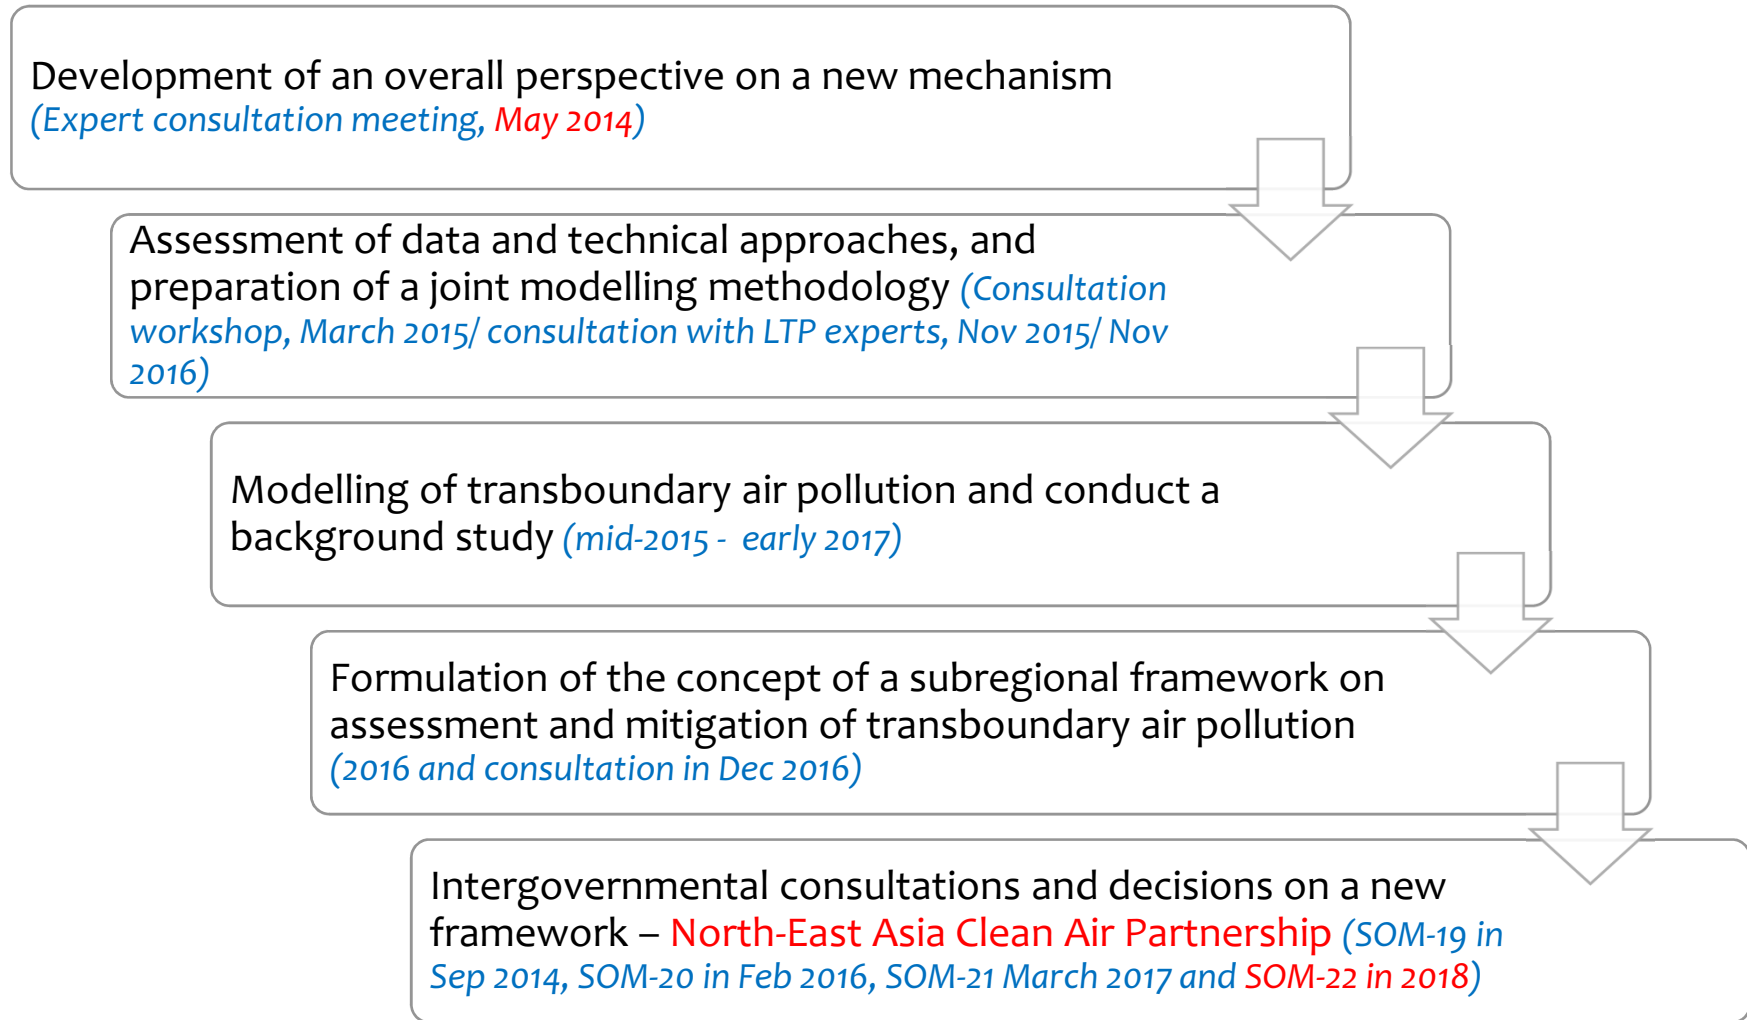 Development of an overall perspective on a new mechanism
(Expert consultation meeting, May 2014)
Assessment of data and technical approaches, and
preparation of a joint modelling methodology (Consultation
workshop, March 2015/ consultation with LTP experts, Nov 2015/ Nov
2016)
Modelling of transboundary air pollution and conduct a
background study (mid-2015 - early 2017)
Formulation of the concept of a subregional framework on
assessment and mitigation of transboundary air pollution
(2016 and consultation in Dec 2016)
Intergovernmental consultations and decisions on a new
framework – North-East Asia Clean Air Partnership (SOM-19 in
Sep 2014, SOM-20 in Feb 2016, SOM-21 March 2017 and SOM-22 in 2018)